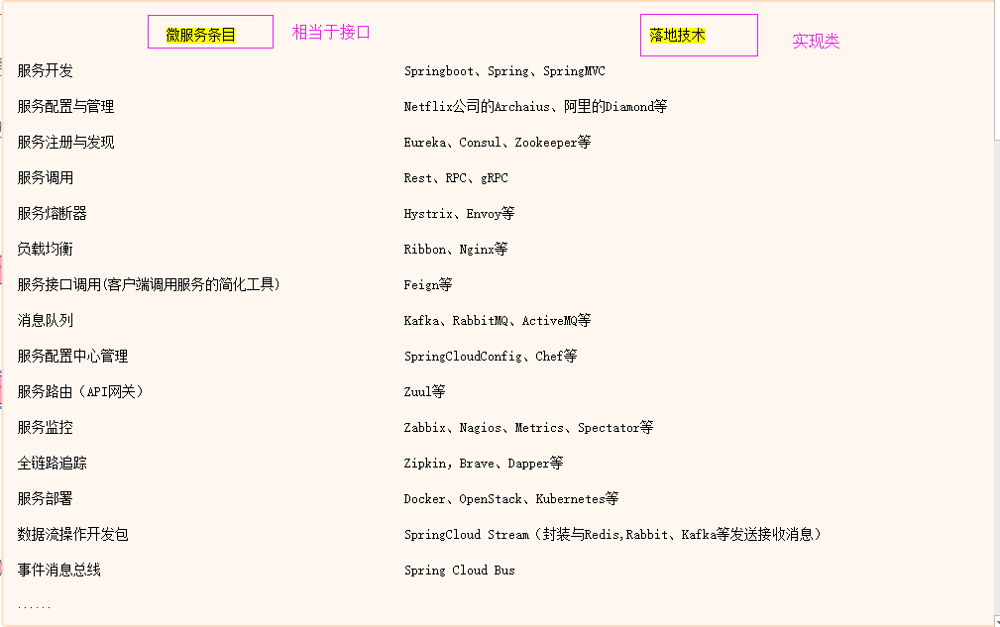 微服务条目 相当于接口 落地技术 实现类
服务开发 Springboot、Spring、SpringMVC
服务配置与管理 Netflix公司的Archaius、阿里的Diamond等
服务注册与发现 Eureka、Consul、Zookeeper等
服务调用 Rest、RPC、gRPC
服务熔断器 Hystrix、Envoy等
负载均衡 Ribbon、Nginx等
服务接口调用(客户端调用服务的简化工具) Feign等
消息队列 Kafka、RabbitMQ、ActiveMQ等
服务配置中心管理 SpringCloudConfig、Chef等
服务路由（API网关） Zuul等
服务监控 Zabbix、Nagios、Metrics、Spectator等
全链路追踪 Zipkin，Brave、Dapper等
服务部署 Docker、OpenStack、Kubernetes等
数据流操作开发包 SpringCloud Stream（封装与Redis,Rabbit、Kafka等发送接收消息）
事件消息总线 Spring Cloud Bus
......